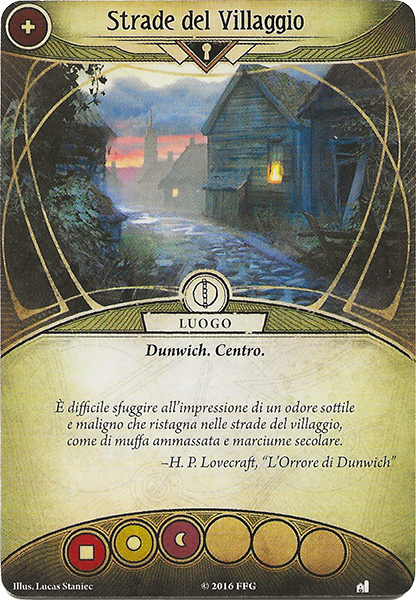 Strade del Villaggio
LUOGO
Dunwich. Centro.
È difficile sfuggire all'impressione di un odore sottile
e maligno che ristagna nelle strade del villaggio,
come di muffa ammassata e marciume secolare.
–H. P. Lovecraft, "L'Orrore di Dunwich"
Illus. Lucas Staniec
© 2016 FFG